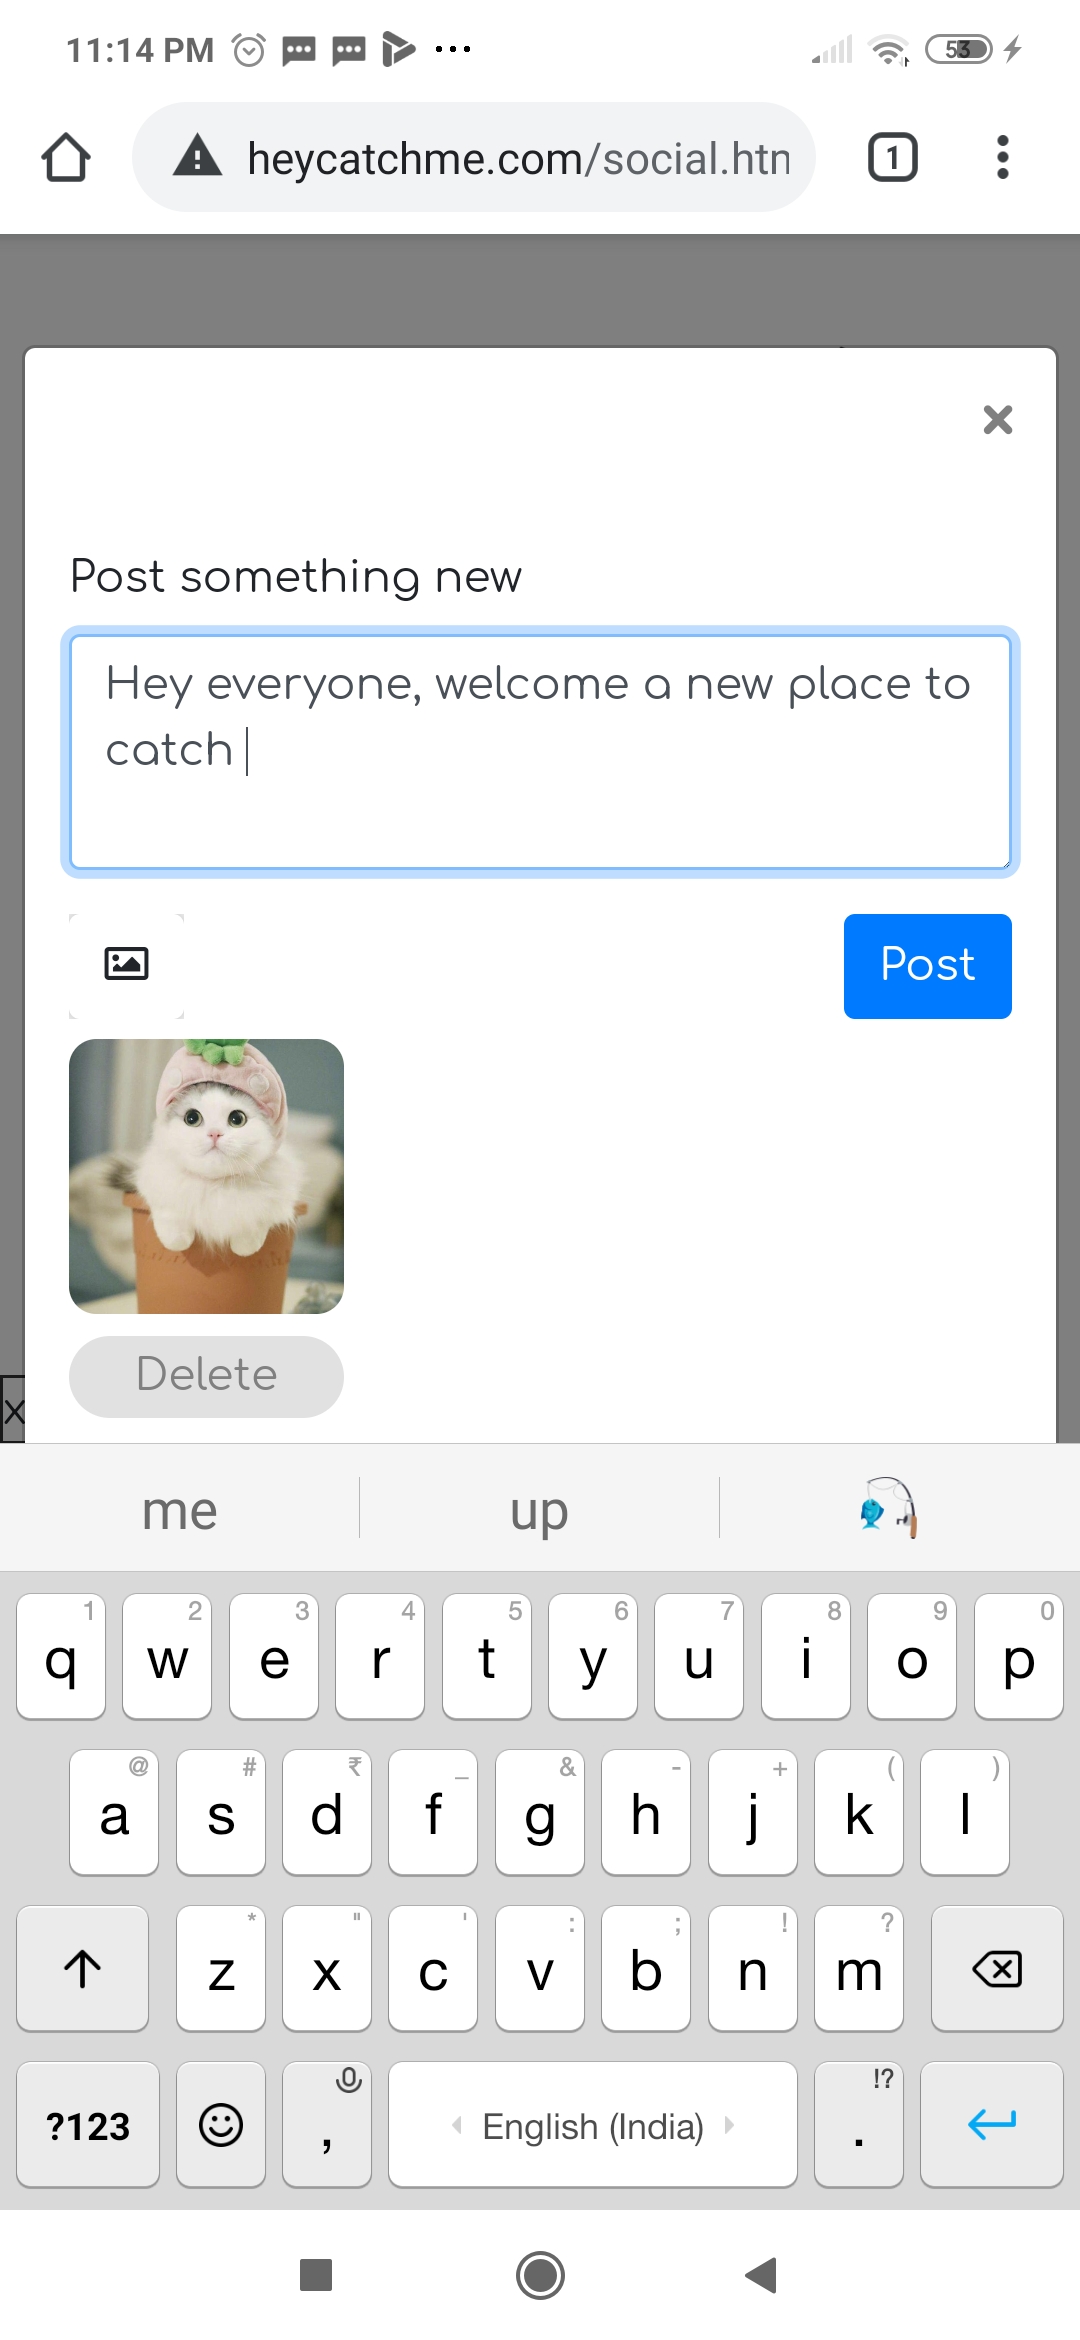 11:14 PM
53
heycatchme.com/social.htn
1
Post something new
Hey everyone, welcome a new place to
catch
Post
Delete
x
me up
1 2 3 4 5 6 7 8 9 0
q w e r t y u i o p
@ # ₹ _ & - + ( )
a s d f g h j k l
* " ' : ; ! ?
z x c v b n m
!?
?123 , English (India) .